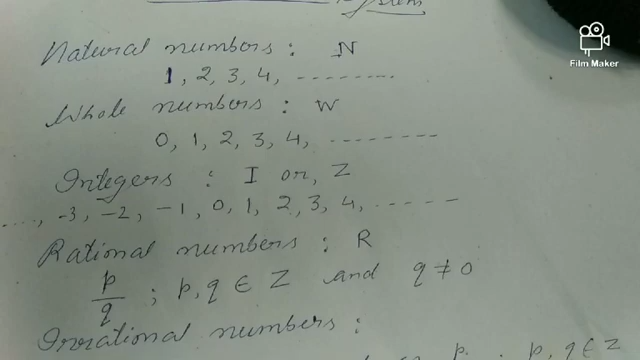 System
Natural numbers : N
1, 2, 3, 4, --------
Whole numbers : W
0, 1, 2, 3, 4, --------
Integers : I or, Z
...., -3, -2, -1, 0, 1, 2, 3, 4, ------
Rational numbers : R
p/q ; p, q ∈ Z and q ≠ 0
Irrational numbers :
p, q ∈ Z
Film Maker